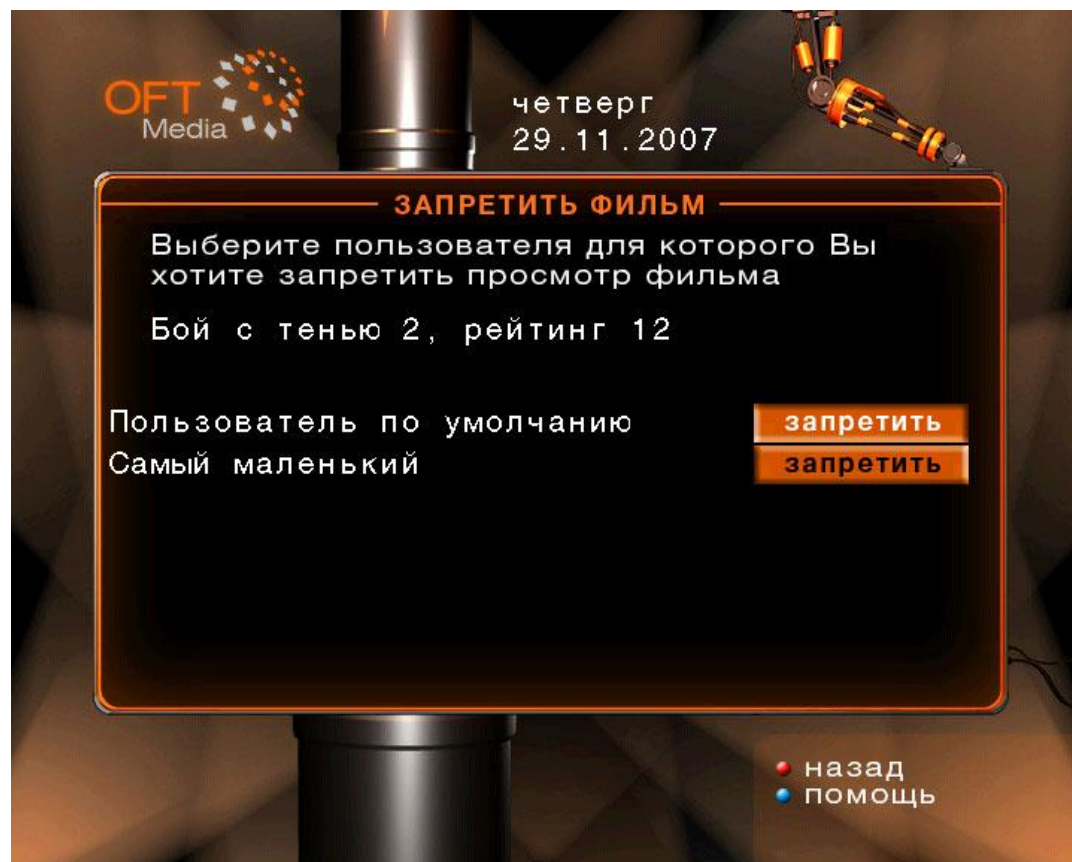 OFT
Media
четверг
29.11.2007
ЗАПРЕТИТЬ ФИЛЬМ
Выберите пользователя для которого Вы
хотите запретить просмотр фильма
Бой с тенью 2, рейтинг 12
Пользователь по умолчанию запретить
Самый маленький запретить
назад
помощь